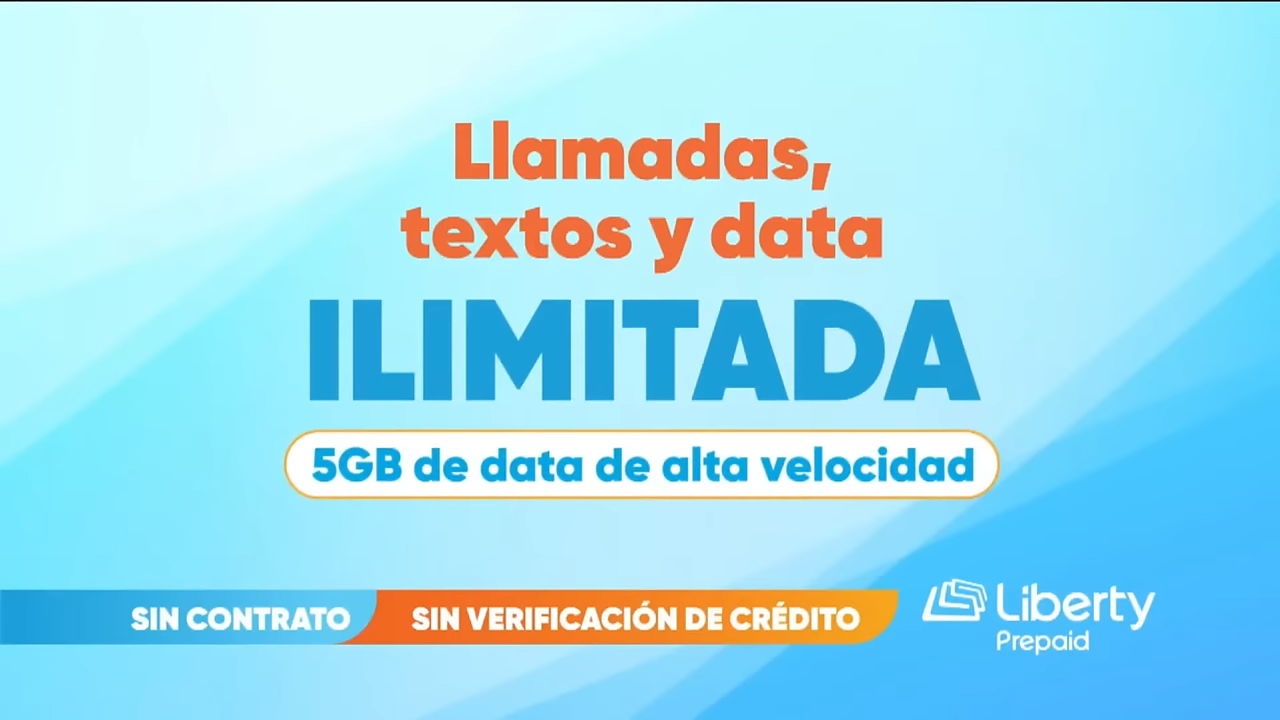 Llamadas,
textos y data
ILIMITADA
5GB de data de alta velocidad
SIN CONTRATO
SIN VERIFICACIÓN DE CRÉDITO
Liberty
Prepaid